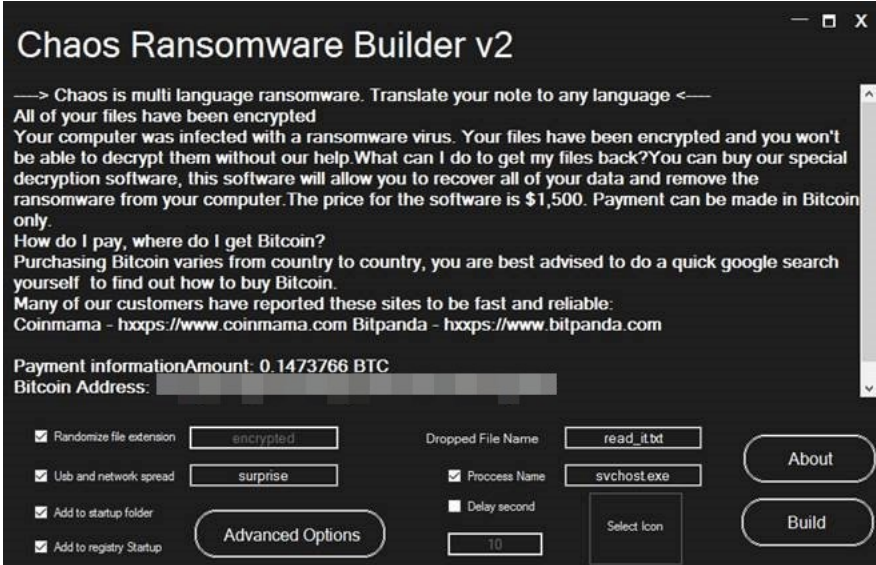 Chaos Ransomware Builder v2
----> Chaos is multi language ransomware. Translate your note to any language <----
All of your files have been encrypted
Your computer was infected with a ransomware virus. Your files have been encrypted and you won't
be able to decrypt them without our help.What can I do to get my files back?You can buy our special
decryption software, this software will allow you to recover all of your data and remove the
ransomware from your computer.The price for the software is $1,500. Payment can be made in Bitcoin
only.
How do I pay, where do I get Bitcoin?
Purchasing Bitcoin varies from country to country, you are best advised to do a quick google search
yourself  to find out how to buy Bitcoin.
Many of our customers have reported these sites to be fast and reliable:
Coinmama - hxxps://www.coinmama.com Bitpanda - hxxps://www.bitpanda.com
Payment informationAmount: 0.1473766 BTC
Bitcoin Address:
Randomize file extension
encrypted
Dropped File Name
read_it.txt
Usb and network spread
surprise
Proccess Name
svchost.exe
Add to startup folder
Delay second
Add to registry Startup
10
Advanced Options
Select Icon
About
Build